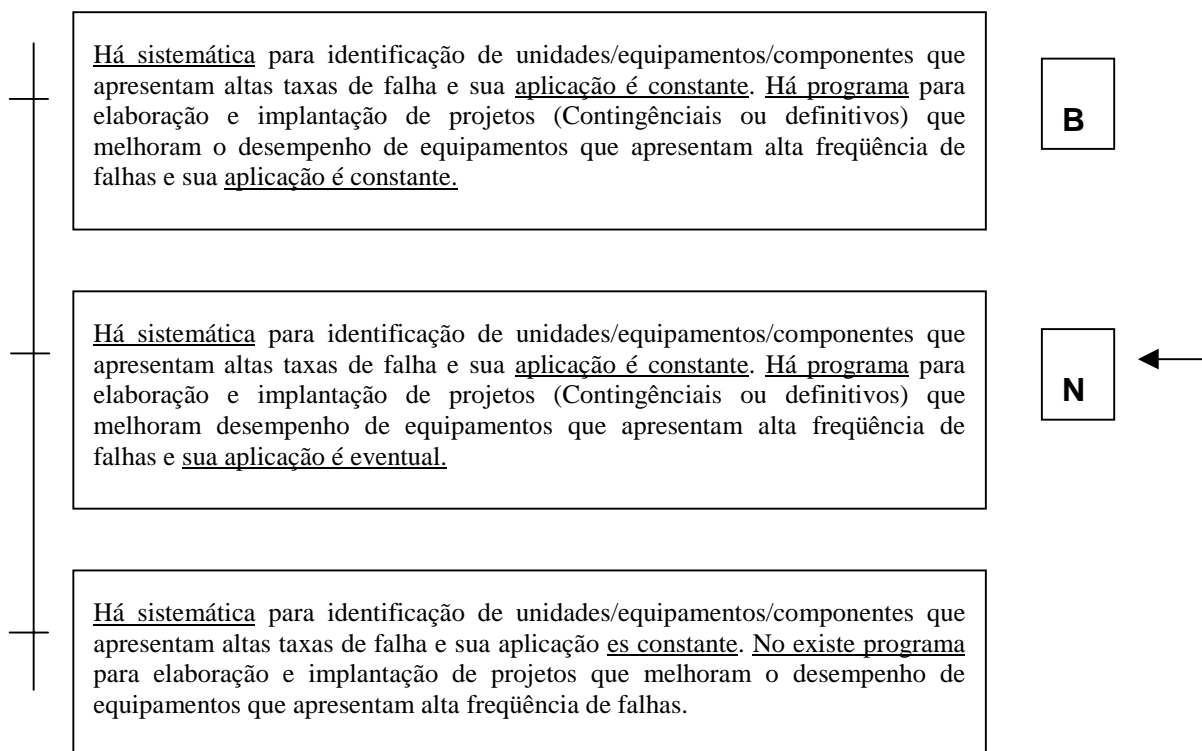 Há sistemática para identificação de unidades/equipamentos/componentes que
apresentam altas taxas de falha e sua aplicação é constante. Há programa para
elaboração e implantação de projetos (Contingênciais ou definitivos) que
melhoram o desempenho de equipamentos que apresentam alta freqüência de
falhas e sua aplicação é constante.
B
Há sistemática para identificação de unidades/equipamentos/componentes que
apresentam altas taxas de falha e sua aplicação é constante. Há programa para
elaboração e implantação de projetos (Contingênciais ou definitivos) que
melhoram desempenho de equipamentos que apresentam alta freqüência de
falhas e sua aplicação é eventual.
N
Há sistemática para identificação de unidades/equipamentos/componentes que
apresentam altas taxas de falha e sua aplicação es constante. No existe programa
para elaboração e implantação de projetos que melhoram o desempenho de
equipamentos que apresentam alta freqüência de falhas.